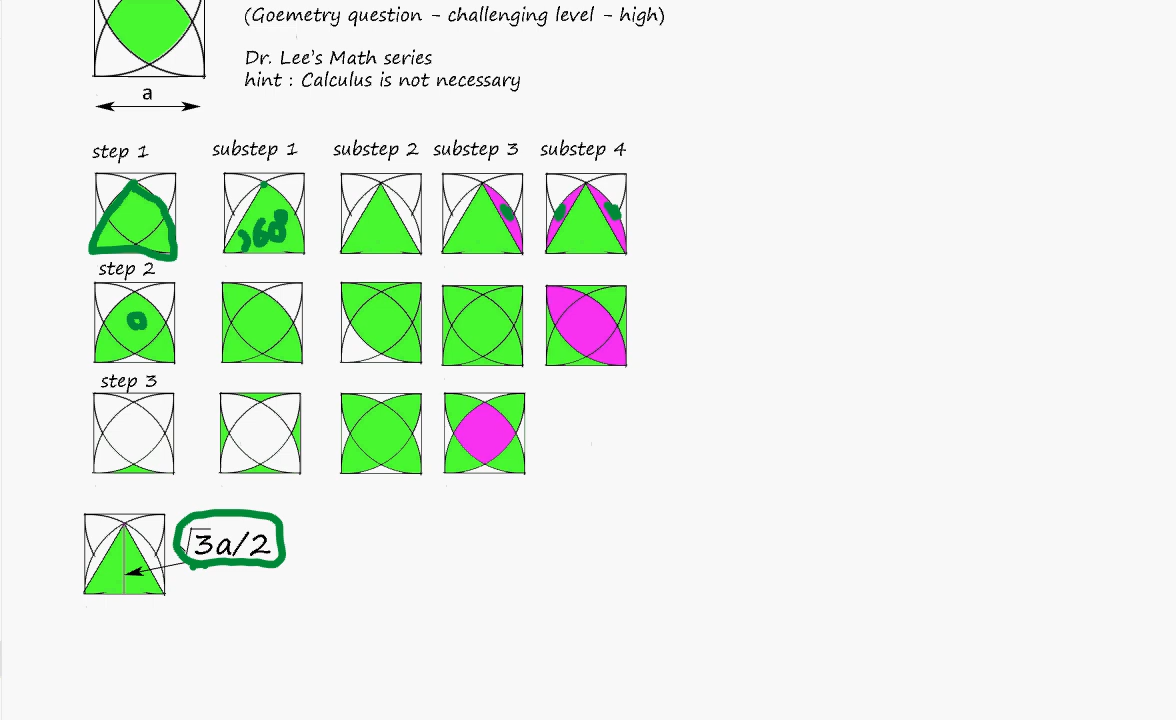 (Goemetry question - challenging level - high)
Dr. Lee's Math series
hint : Calculus is not necessary
a
step 1
substep 1
substep 2
substep 3
substep 4
60
step 2
step 3
√3a/2